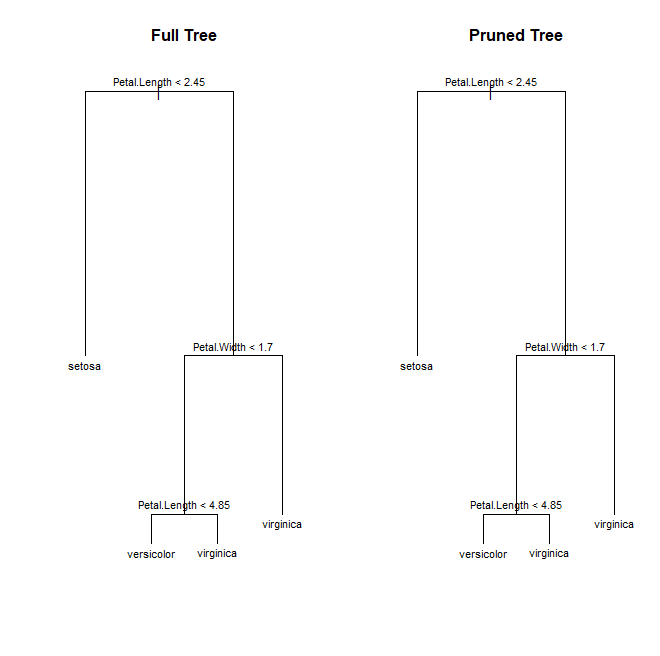 Full Tree
Petal.Length < 2.45
setosa
Petal.Width < 1.7
Petal.Length < 4.85
virginica
versicolor
virginica
Pruned Tree
Petal.Length < 2.45
setosa
Petal.Width < 1.7
Petal.Length < 4.85
virginica
versicolor
virginica